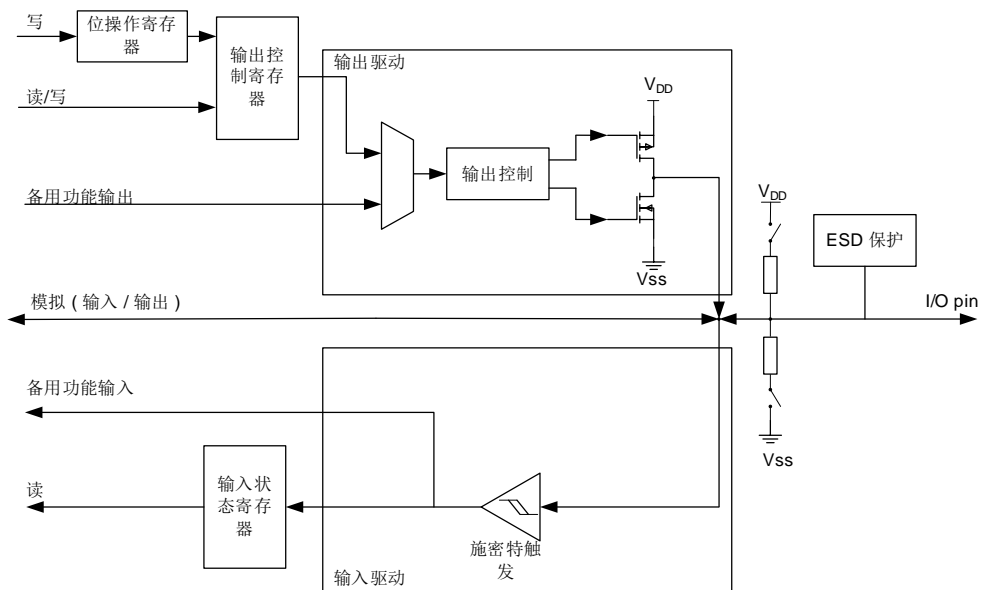 写
位操作寄存
器
输出控
制寄存
器
读/写
备用功能输出
输出驱动
输出控制
VDD
Vss
VDD
ESD 保护
模拟 ( 输入 / 输出 )
I/O pin
Vss
备用功能输入
读
输入状
态寄存
器
施密特触
发
输入驱动